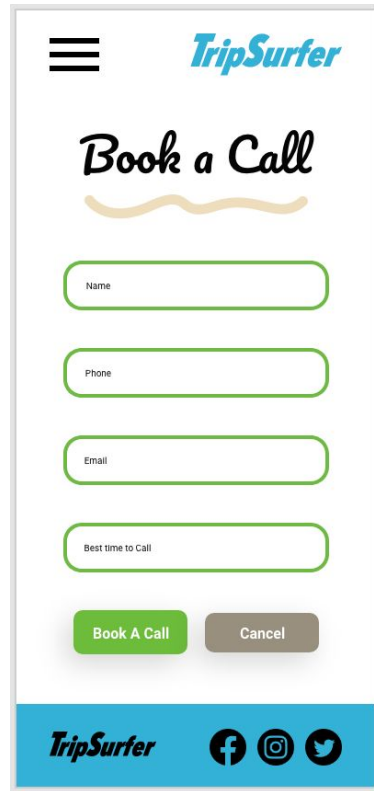 TripSurfer
Book a Call
Name
Phone
Email
Best time to Call
Book A Call
Cancel
TripSurfer